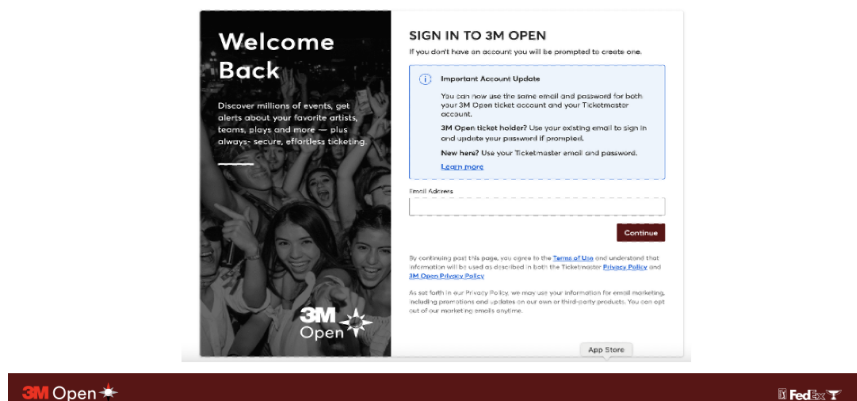 Welcome
Back
Discover millions of events, get
alerts about your favorite artists,
teams, plays and more — plus
always- secure, effortless ticketing.
3M
Open
SIGN IN TO 3M OPEN
If you don't have an account you will be prompted to create one.
Important Account Update
You can now use the same email and password for both
your 3M Open ticket account and your Ticketmaster
account.
3M Open ticket holder? Use your existing email to sign in
and update your password if prompted.
New here? Use your Ticketmaster email and password.
Learn more
Email Address
Continue
By continuing past this page, you agree to the Terms of Use and understand that
information will be used as described in both the Ticketmaster Privacy Policy and
3M Open Privacy Policy
As set forth in our Privacy Policy, we may use your information for email marketing,
including promotions and updates on our own or third-party products. You can opt
out of our marketing emails anytime.
App Store
3M Open
FedEx